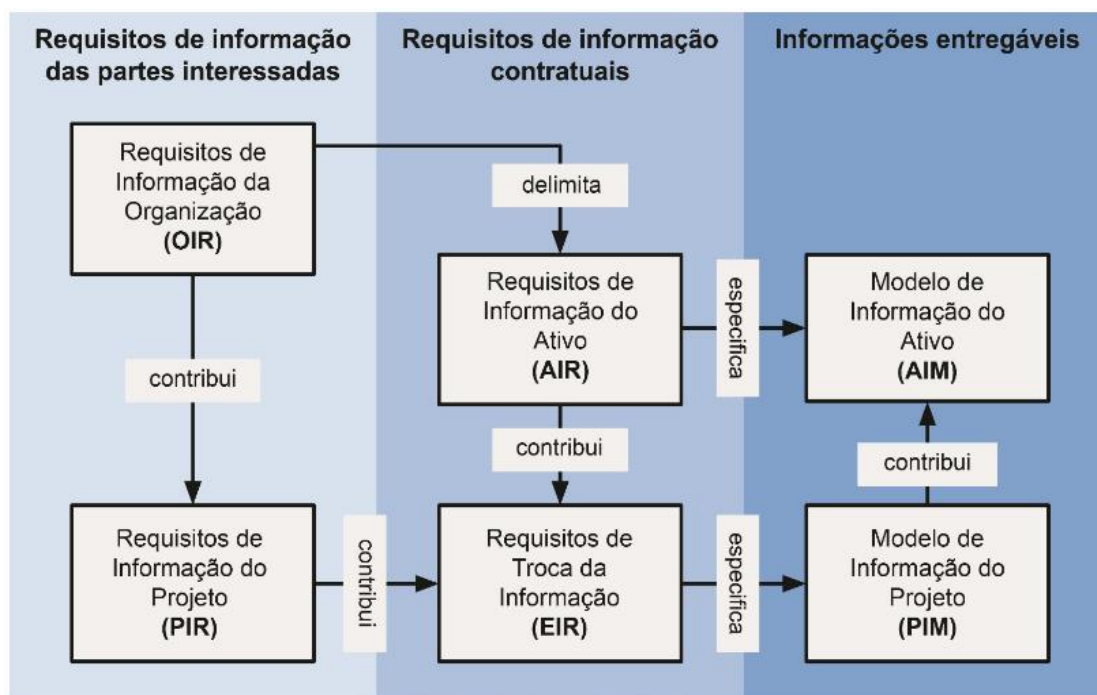 Requisitos de informação
das partes interessadas
Requisitos de informação
contratuais
Informações entregáveis
Requisitos de
Informação da
Organização
(OIR)
delimita
Requisitos de
Informação do
Ativo
(AIR)
especifica
Modelo de
Informação do
Ativo
(AIM)
contribui
contribui
contribui
Requisitos de
Informação do
Projeto
(PIR)
contribui
Requisitos de
Troca da
Informação
(EIR)
especifica
Modelo de
Informação do
Projeto
(PIM)